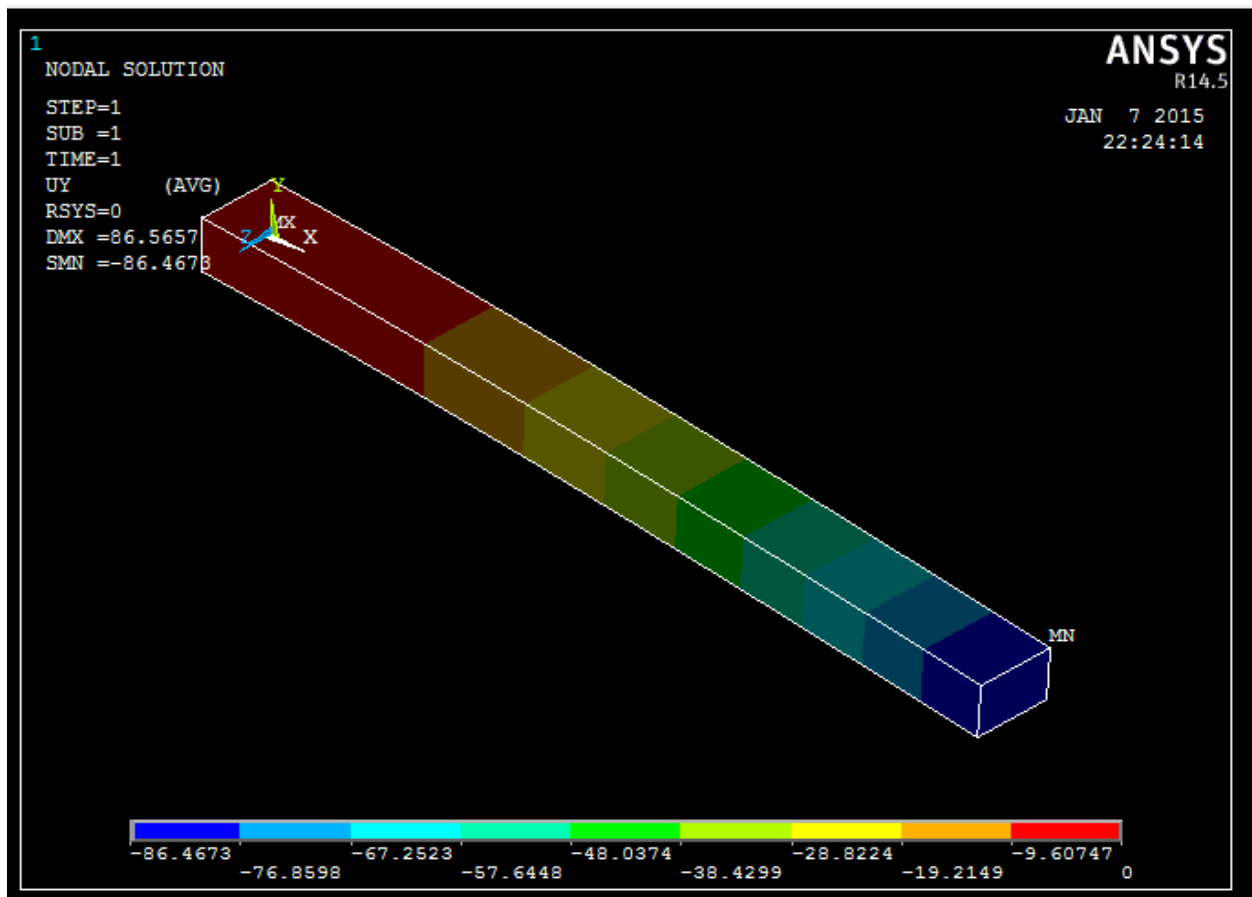 1
NODAL SOLUTION
STEP=1
SUB =1
TIME=1
UY (AVG)
RSYS=0
DMX =86.5657
SMN =-86.4673
ANSYS
R14.5
JAN 7 2015
22:24:14
Y
MX
Z X
MN
-86.4673 -67.2523 -48.0374 -28.8224 -9.60747
-76.8598 -57.6448 -38.4299 -19.2149 0